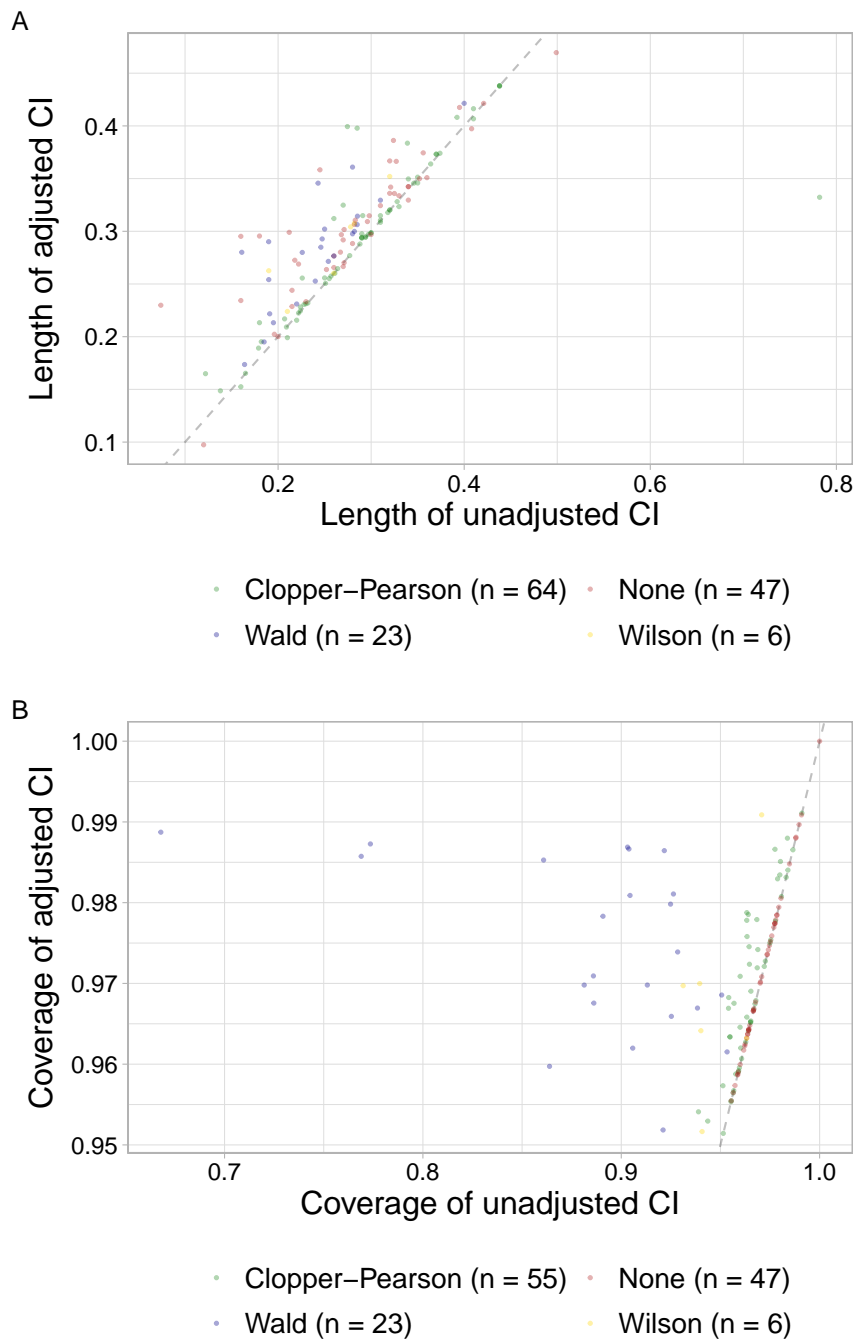 A
Length of adjusted CI
0.4
0.3
0.2
0.1
0.2 0.4 0.6 0.8
Length of unadjusted CI
Clopper−Pearson (n = 64) None (n = 47)
Wald (n = 23) Wilson (n = 6)
B
Coverage of adjusted CI
1.00
0.99
0.98
0.97
0.96
0.95
0.7 0.8 0.9 1.0
Coverage of unadjusted CI
Clopper−Pearson (n = 55) None (n = 47)
Wald (n = 23) Wilson (n = 6)